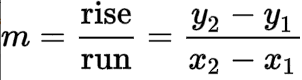 m = rise / run = (y₂ − y₁) / (x₂ − x₁)